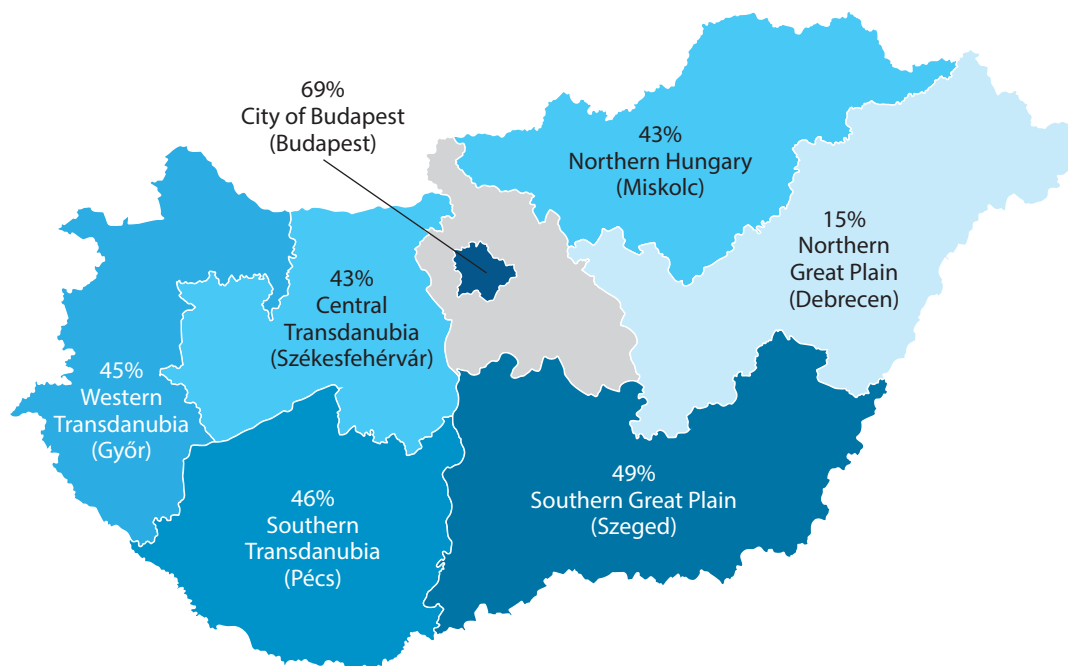 69%
City of Budapest
(Budapest)
43%
Northern Hungary
(Miskolc)
15%
Northern
Great Plain
(Debrecen)
43%
Central
Transdanubia
(Székesfehérvár)
45%
Western
Transdanubia
(Győr)
49%
Southern Great Plain
(Szeged)
46%
Southern
Transdanubia
(Pécs)